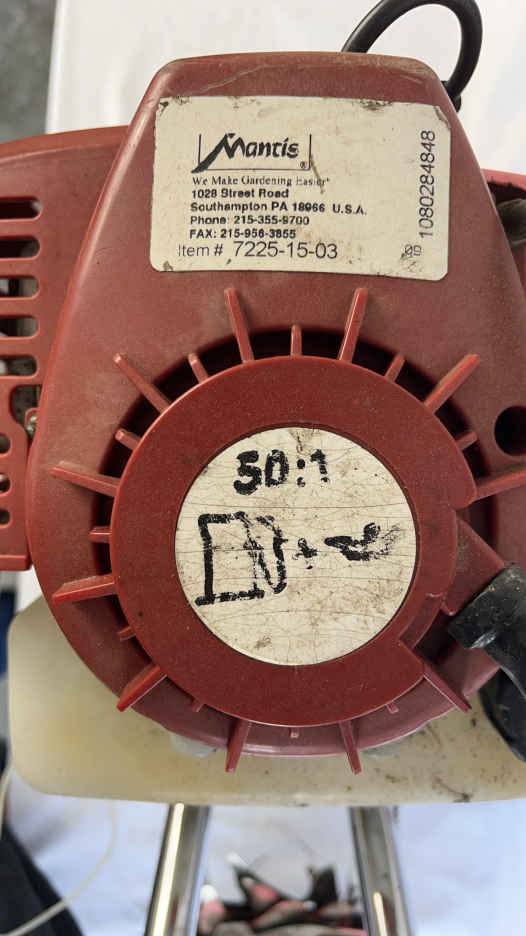 Mantis®
We Make Gardening Easier
1028 Street Road
Southampton PA 18966 U.S.A.
Phone: 215-355-9700
FAX: 215-956-3855
Item # 7225-15-03
09
1080284848
50:1
+